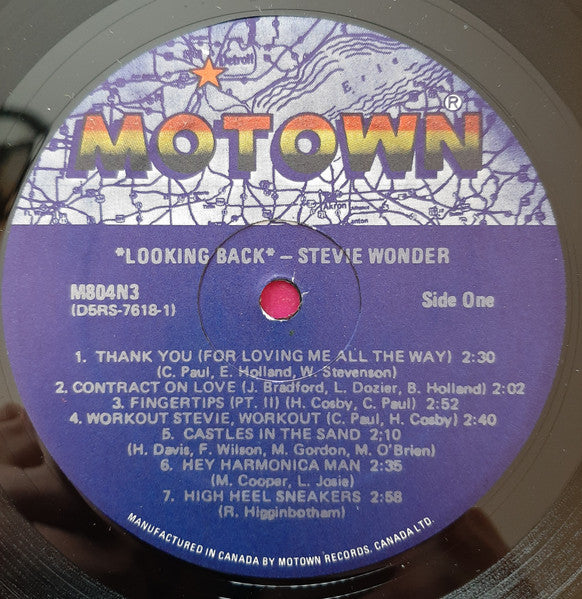 Detroit
Erie
MOTOWN®
Akron
Canton
*LOOKING BACK* – STEVIE WONDER
M804N3
Side One
(D5RS-7618-1)
1. THANK YOU (FOR LOVING ME ALL THE WAY) 2:30
(C. Paul, E. Holland, W. Stevenson)
2. CONTRACT ON LOVE (J. Bradford, L. Dozier, B. Holland) 2:02
3. FINGERTIPS (PT. II) (H. Cosby, C. Paul) 2:52
4. WORKOUT STEVIE, WORKOUT (C. Paul, H. Cosby) 2:40
5. CASTLES IN THE SAND 2:10
(H. Davis, F. Wilson, M. Gordon, M. O'Brien)
6. HEY HARMONICA MAN 2:35
(M. Cooper, L. Josie)
7. HIGH HEEL SNEAKERS 2:58
(R. Higginbotham)
MANUFACTURED IN CANADA BY MOTOWN RECORDS, CANADA LTD.